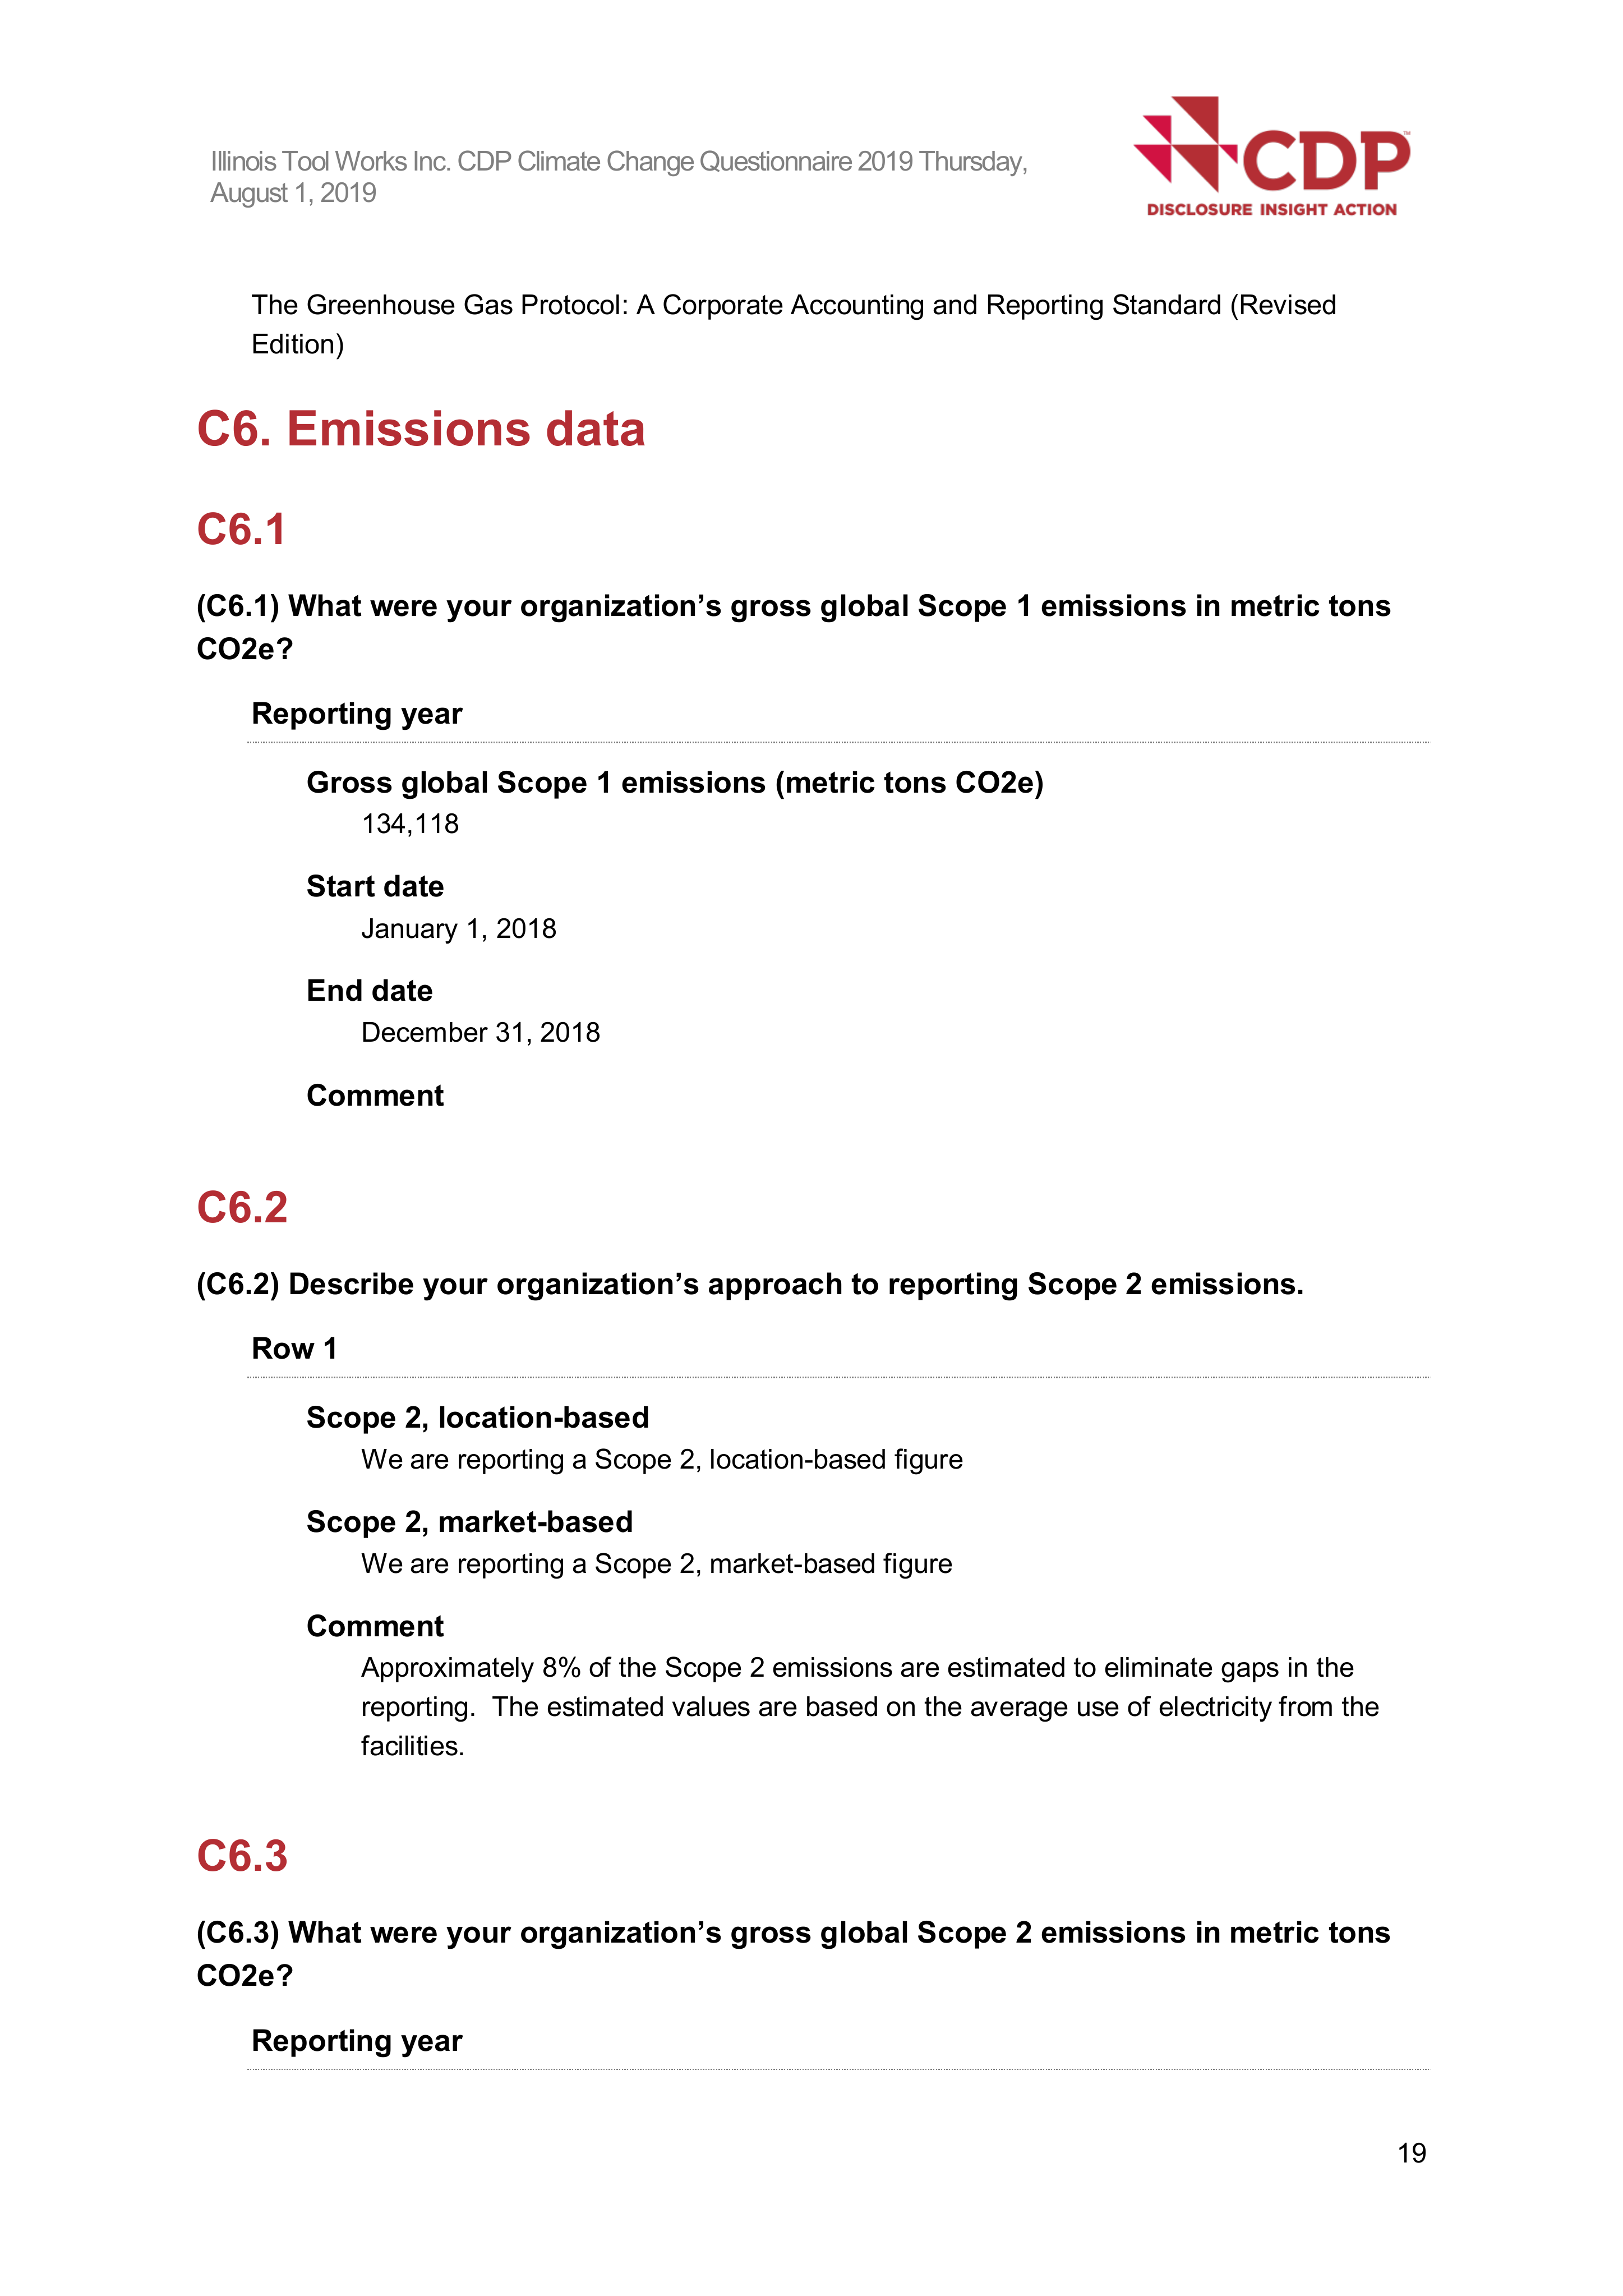 Illinois Tool Works Inc. CDP Climate Change Questionnaire 2019 Thursday,
August 1, 2019
CDP™
DISCLOSURE INSIGHT ACTION
The Greenhouse Gas Protocol: A Corporate Accounting and Reporting Standard (Revised
Edition)
C6. Emissions data
C6.1
(C6.1) What were your organization’s gross global Scope 1 emissions in metric tons
CO2e?
Reporting year
Gross global Scope 1 emissions (metric tons CO2e)
134,118
Start date
January 1, 2018
End date
December 31, 2018
Comment
C6.2
(C6.2) Describe your organization’s approach to reporting Scope 2 emissions.
Row 1
Scope 2, location-based
We are reporting a Scope 2, location-based figure
Scope 2, market-based
We are reporting a Scope 2, market-based figure
Comment
Approximately 8% of the Scope 2 emissions are estimated to eliminate gaps in the
reporting.  The estimated values are based on the average use of electricity from the
facilities.
C6.3
(C6.3) What were your organization’s gross global Scope 2 emissions in metric tons
CO2e?
Reporting year
19